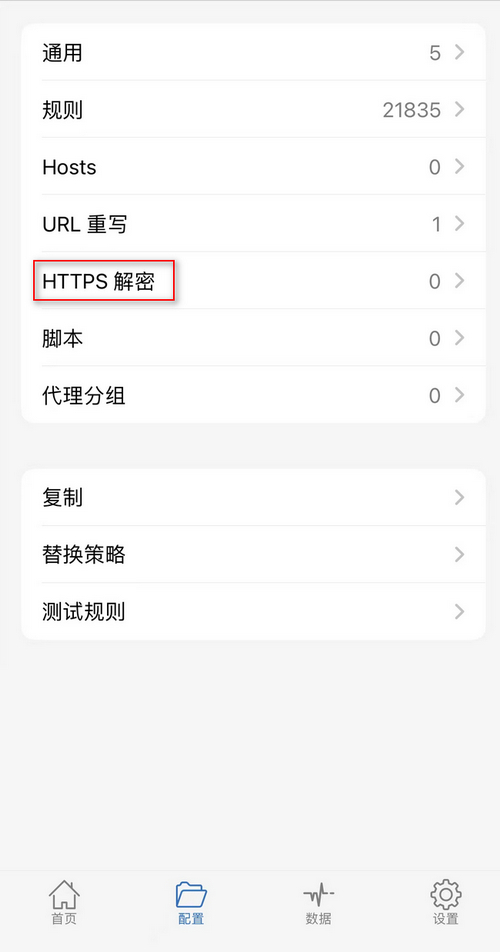 通用 5
规则 21835
Hosts 0
URL 重写 1
HTTPS 解密 0
脚本 0
代理分组 0
复制
替换策略
测试规则
首页 配置 数据 设置